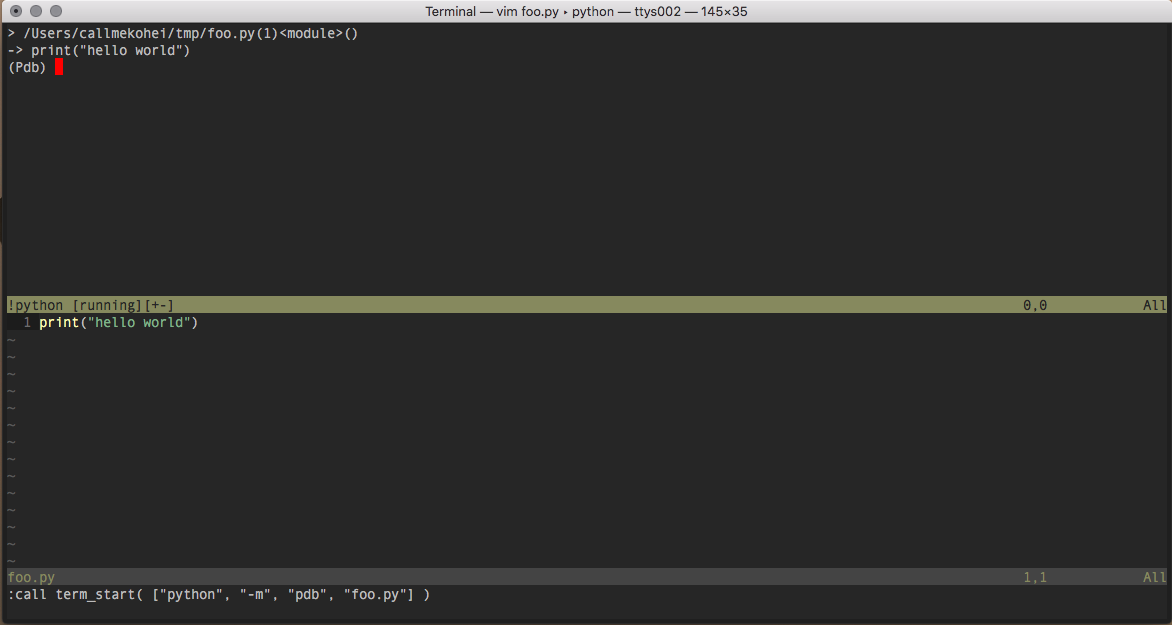 Terminal — vim foo.py ‣ python — ttys002 — 145×35
> /Users/callmekohei/tmp/foo.py(1)<module>()
-> print("hello world")
(Pdb)
!python [running][+-] 0,0 All
1 print("hello world")
~
~
~
~
~
~
~
~
~
~
~
~
~
~
foo.py 1,1 All
:call term_start( ["python", "-m", "pdb", "foo.py"] )